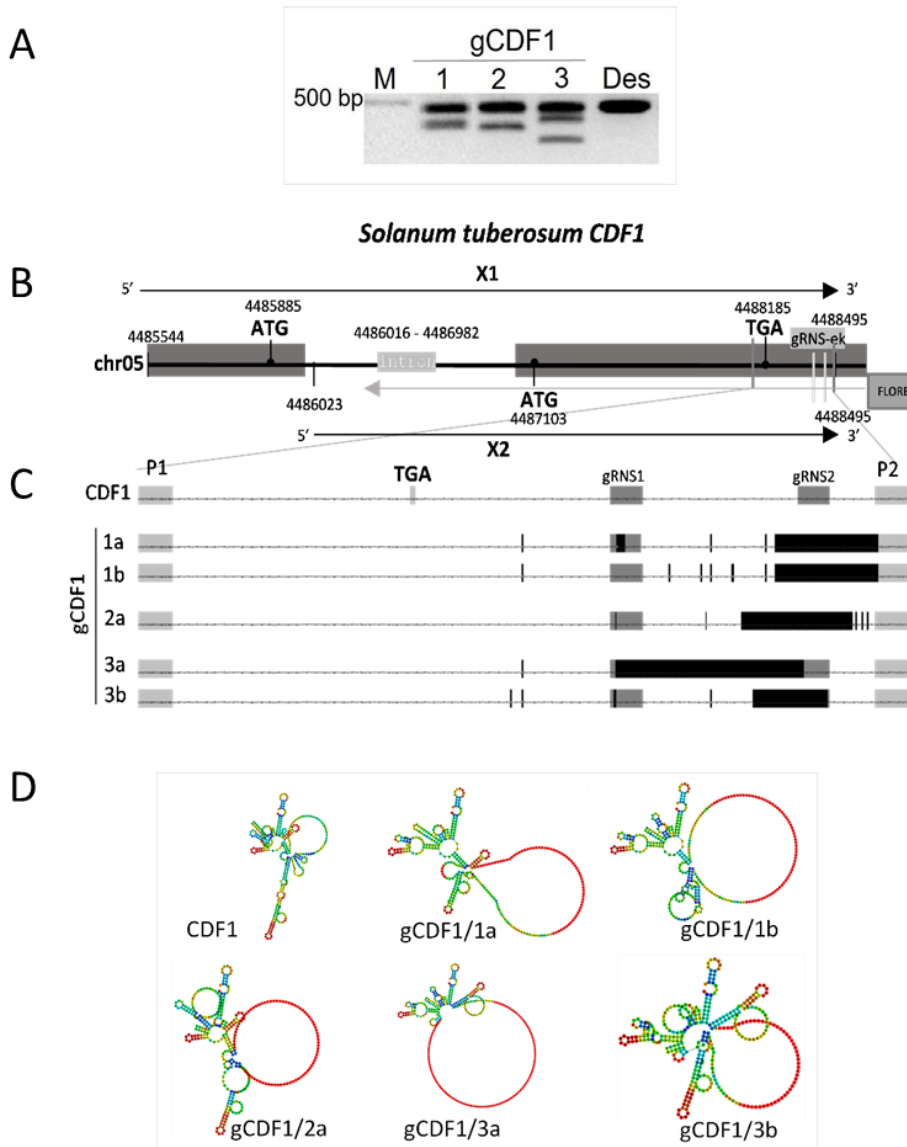 A
gCDF1
M 1 2 3 Des
500 bp
Solanum tuberosum CDF1
B
X1
5' 3'
4485885 4488185
4485544 ATG 4486016 - 4486982 TGA 4488495
gRNS-ek
chr05 intron
FLORE
4486023 ATG 4488495
4487103
5' 3'
X2
P1 P2
C TGA gRNS1 gRNS2
CDF1
gCDF1
1a
1b
2a
3a
3b
D
CDF1 gCDF1/1a gCDF1/1b
gCDF1/2a gCDF1/3a gCDF1/3b